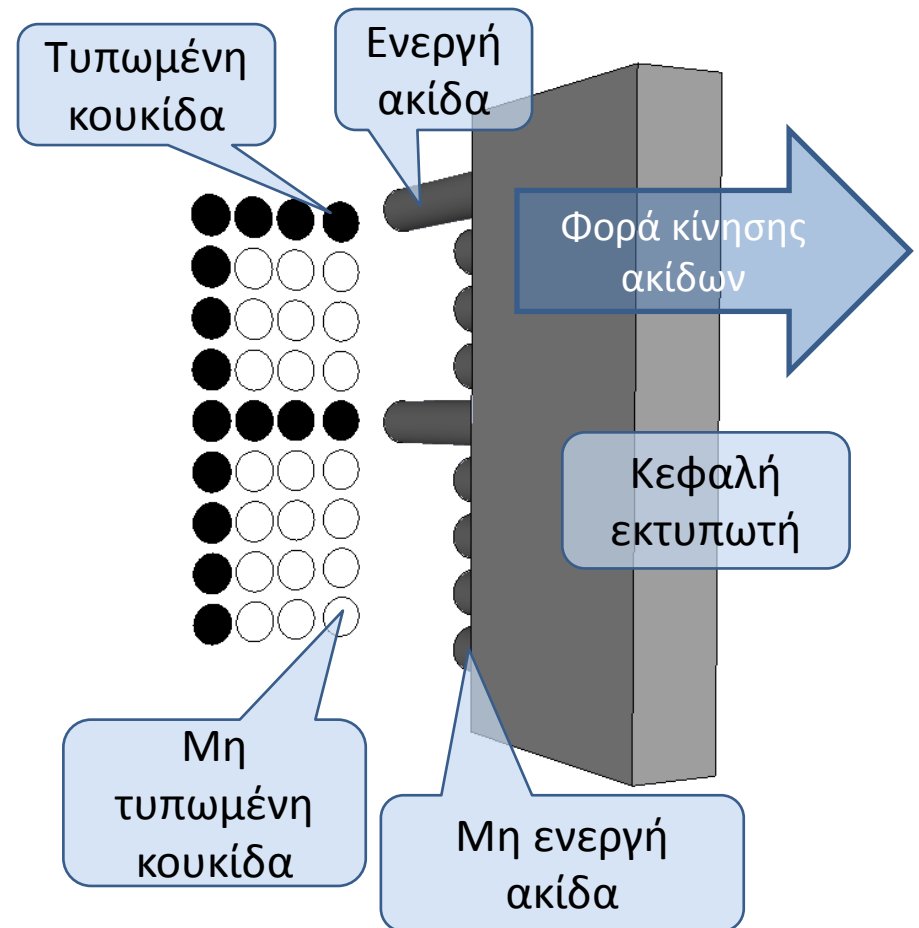 Τυπωμένη
κουκίδα
Ενεργή
ακίδα
Φορά κίνησης
ακίδων
Κεφαλή
εκτυπωτή
Μη
τυπωμένη
κουκίδα
Μη ενεργή
ακίδα